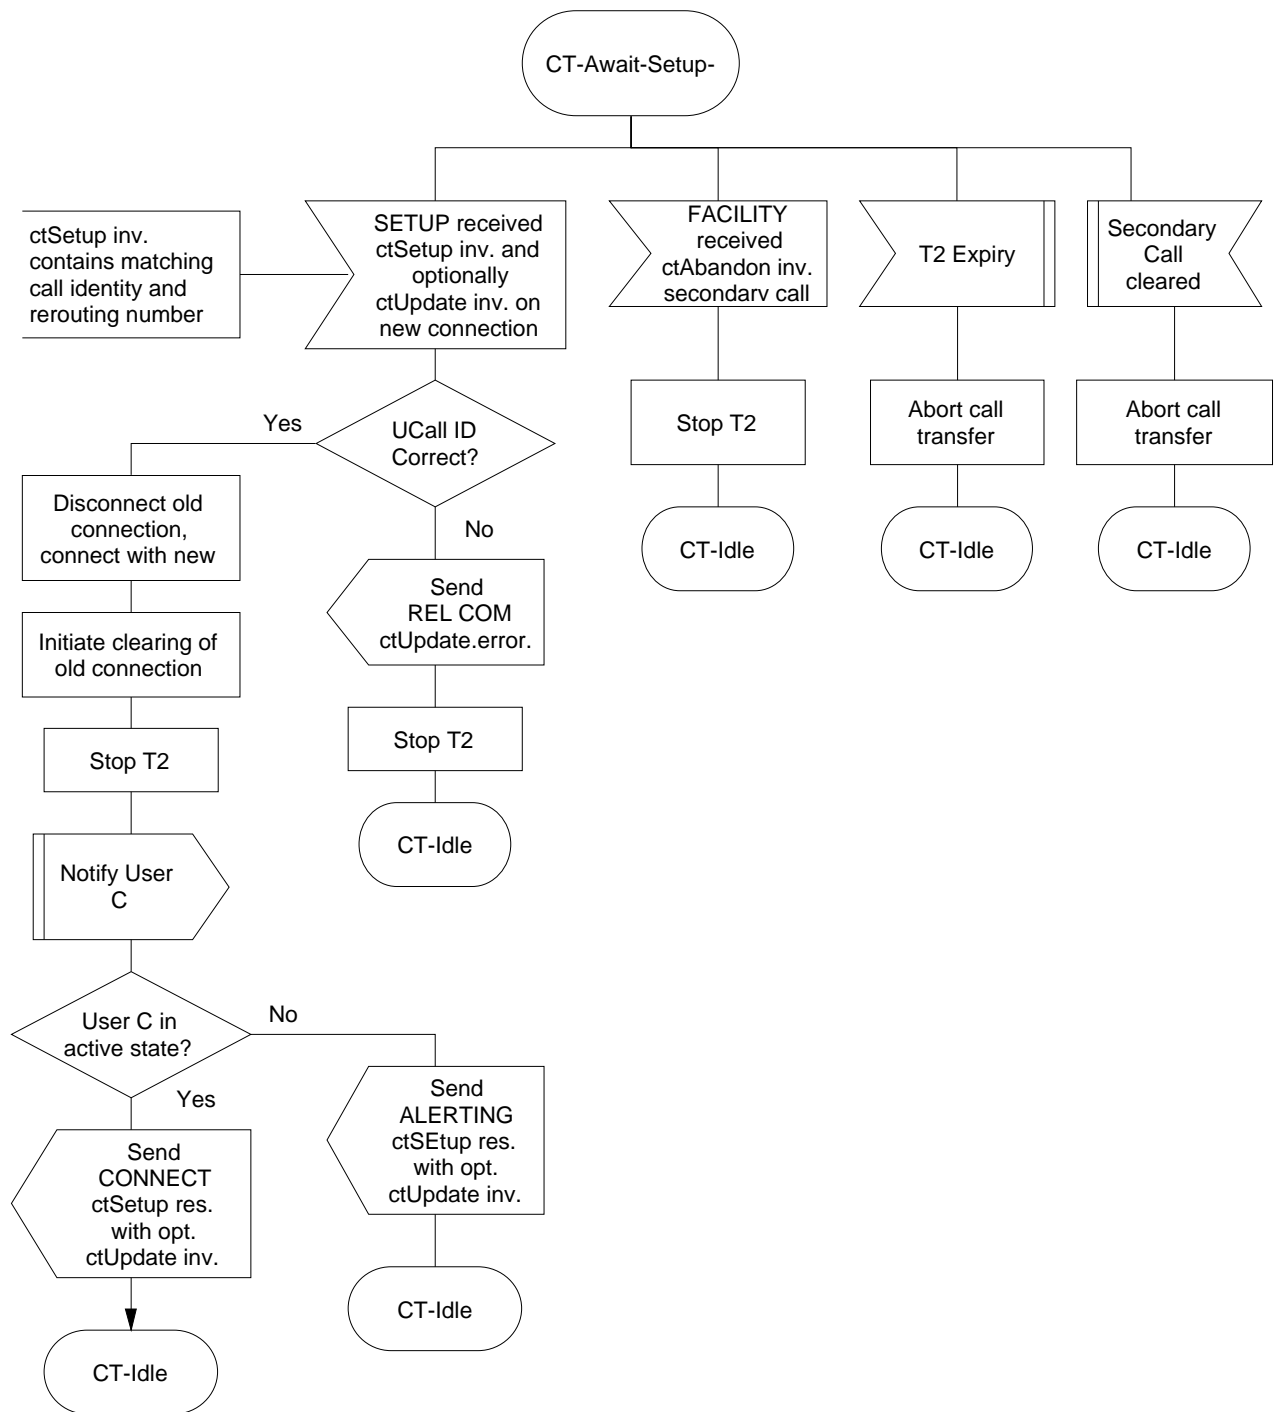 CT-Await-Setup-
ctSetup inv.
contains matching
call identity and
rerouting number
SETUP received
ctSetup inv. and
optionally
ctUpdate inv. on
new connection
FACILITY
received
ctAbandon inv.
secondary call
T2 Expiry
Secondary
Call
cleared
Yes
UCall ID
Correct?
Stop T2
Abort call
transfer
Abort call
transfer
Disconnect old
connection,
connect with new
No
CT-Idle
CT-Idle
CT-Idle
Send
REL COM
ctUpdate.error.
Initiate clearing of
old connection
Stop T2
Stop T2
CT-Idle
Notify User
C
User C in
active state?
No
Yes
Send
ALERTING
ctSEtup res.
with opt.
ctUpdate inv.
Send
CONNECT
ctSetup res.
with opt.
ctUpdate inv.
CT-Idle
CT-Idle